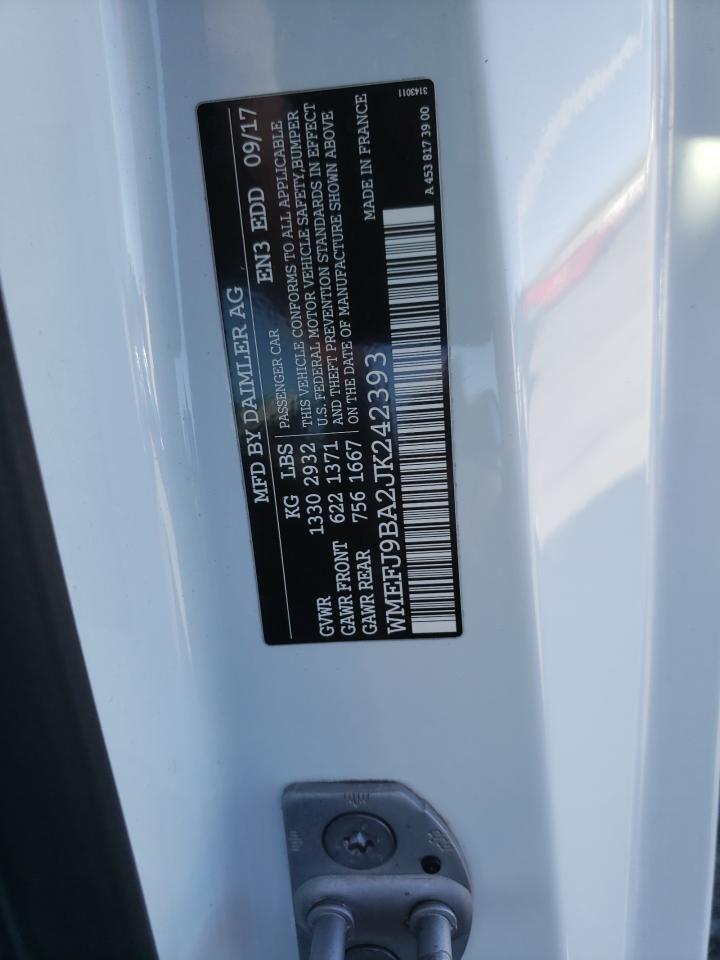 MFD BY DAIMLER AG EN3 EDD 09/17
KG LBS PASSENGER CAR
GVWR 1330 2932 THIS VEHICLE CONFORMS TO ALL APPLICABLE
U.S. FEDERAL MOTOR VEHICLE SAFETY,BUMPER
GAWR FRONT 622 1371 AND THEFT PREVENTION STANDARDS IN EFFECT
GAWR REAR 756 1667 ON THE DATE OF MANUFACTURE SHOWN ABOVE
MADE IN FRANCE
WMEFJ9BA2JK242393
3143011
A 453 817 39 00